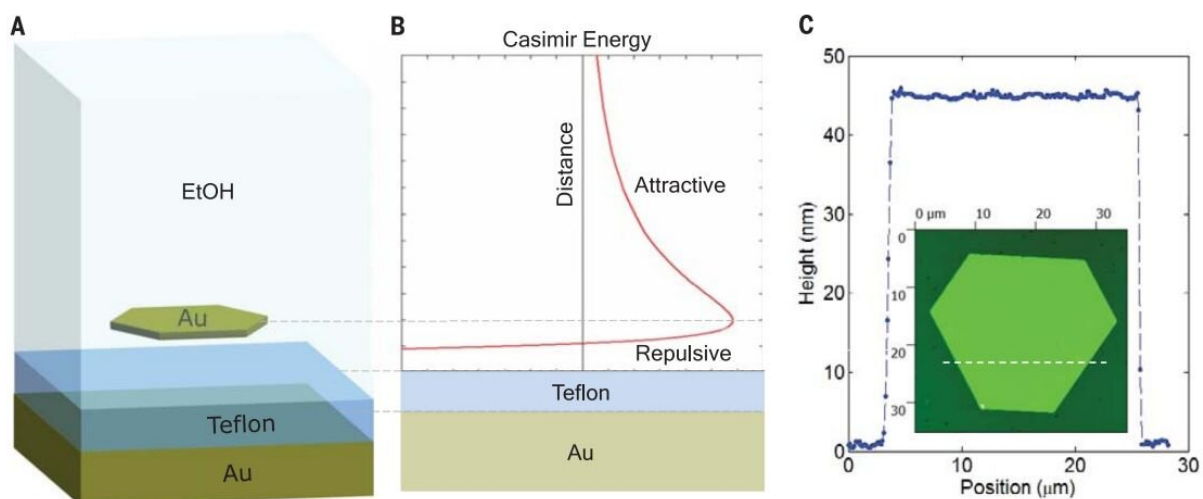 A
EtOH
Au
Teflon
Au
B
Casimir Energy
Distance
Attractive
Repulsive
Teflon
Au
C
50
40
30
20
10
0
Height (nm)
0 μm 10 20 30
0
10
20
30
0 10 20 30
Position (μm)